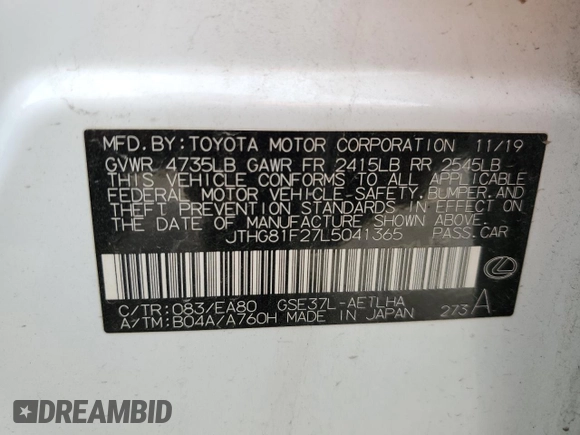 MFD.BY:TOYOTA MOTOR CORPORATION 11/19
GVWR 4735LB GAWR FR 2415LB RR 2545LB
THIS VEHICLE CONFORMS TO ALL APPLICABLE
FEDERAL MOTOR VEHICLE-SAFETY,BUMPER,AND
THEFT PREVENTION STANDARDS IN EFFECT ON
THE DATE OF MANUFACTURE SHOWN ABOVE.
JTHG81F27L5041365 PASS.CAR
C/TR:083/EA80 GSE37L-AETLHA
A/TM:B04A/A760H MADE IN JAPAN 273 A
DREAMBID